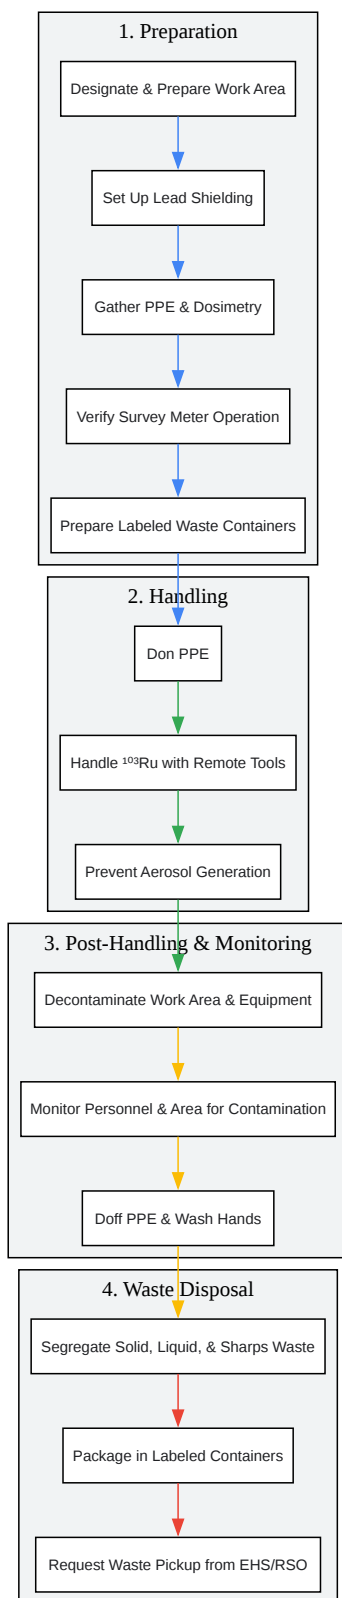 1. Preparation
Designate & Prepare Work Area
Set Up Lead Shielding
Gather PPE & Dosimetry
Verify Survey Meter Operation
Prepare Labeled Waste Containers
2. Handling
Don PPE
Handle ¹⁰³Ru with Remote Tools
Prevent Aerosol Generation
3. Post-Handling & Monitoring
Decontaminate Work Area & Equipment
Monitor Personnel & Area for Contamination
Doff PPE & Wash Hands
4. Waste Disposal
Segregate Solid, Liquid, & Sharps Waste
Package in Labeled Containers
Request Waste Pickup from EHS/RSO